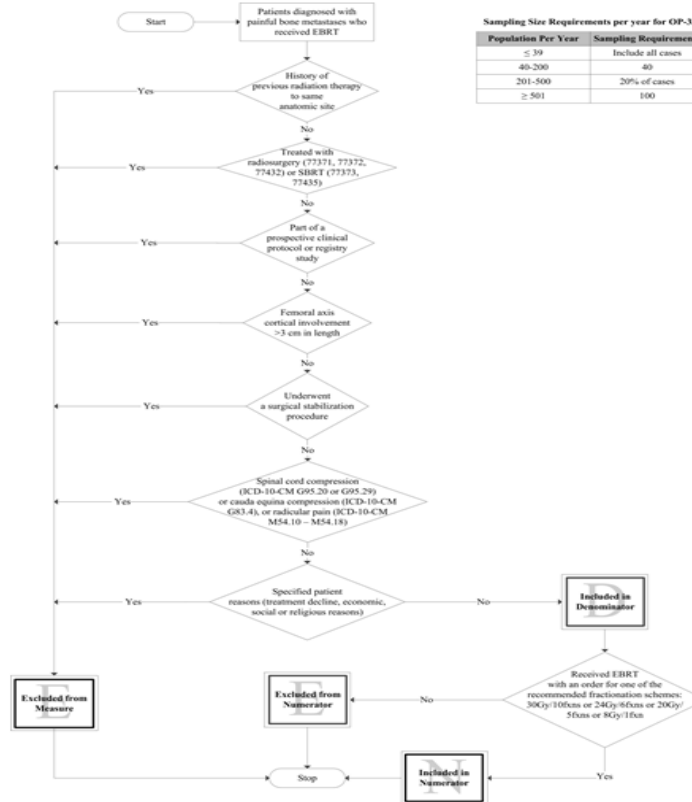 Start
Patients diagnosed with
painful bone metastases who
received EBRT
Sampling Size Requirements per year for OP-3
Population Per Year Sampling Requiremen
≤ 39 Include all cases
40-200 40
201-500 20% of cases
≥ 501 100
History of
previous radiation therapy
to same
anatomic site
Yes
No
Treated with
radiosurgery (77371, 77372,
77432) or SBRT (77373,
77435)
Yes
No
Part of a
prospective clinical
protocol or registry
study
Yes
No
Femoral axis
cortical involvement
>3 cm in length
Yes
No
Underwent
a surgical stabilization
procedure
Yes
No
Spinal cord compression
(ICD-10-CM G95.20 or G95.29)
or cauda equina compression (ICD-10-CM
G83.4), or radicular pain (ICD-10-CM
M54.10 – M54.18)
Yes
No
Specified patient
reasons (treatment decline, economic,
social or religious reasons)
Yes
No
D
Included in
Denominator
Received EBRT
with an order for one of the
recommended fractionation schemes:
30Gy/10fxns or 24Gy/6fxns or 20Gy/
5fxns or 8Gy/1fxn
No
Yes
E
Excluded from
Measure
E
Excluded from
Numerator
N
Included in
Numerator
Stop